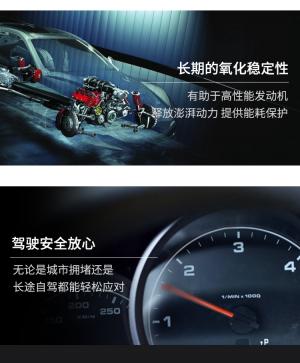 长期的氧化稳定性
有助于高性能发动机
释放澎湃动力 提供能耗保护
驾驶安全放心
无论是城市拥堵还是
长途自驾都能轻松应对
1
2
3
4
1/MIN x 1000
200
250
P